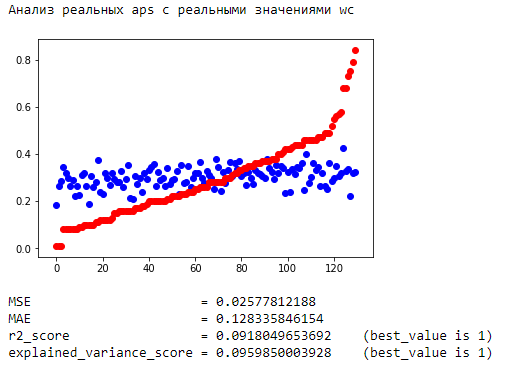 Анализ реальных aps с реальными значениями wc
0.8
0.6
0.4
0.2
0.0
0 20 40 60 80 100 120
MSE = 0.02577812188
MAE = 0.128335846154
r2_score = 0.0918049653692 (best_value is 1)
explained_variance_score = 0.0959850003928 (best_value is 1)